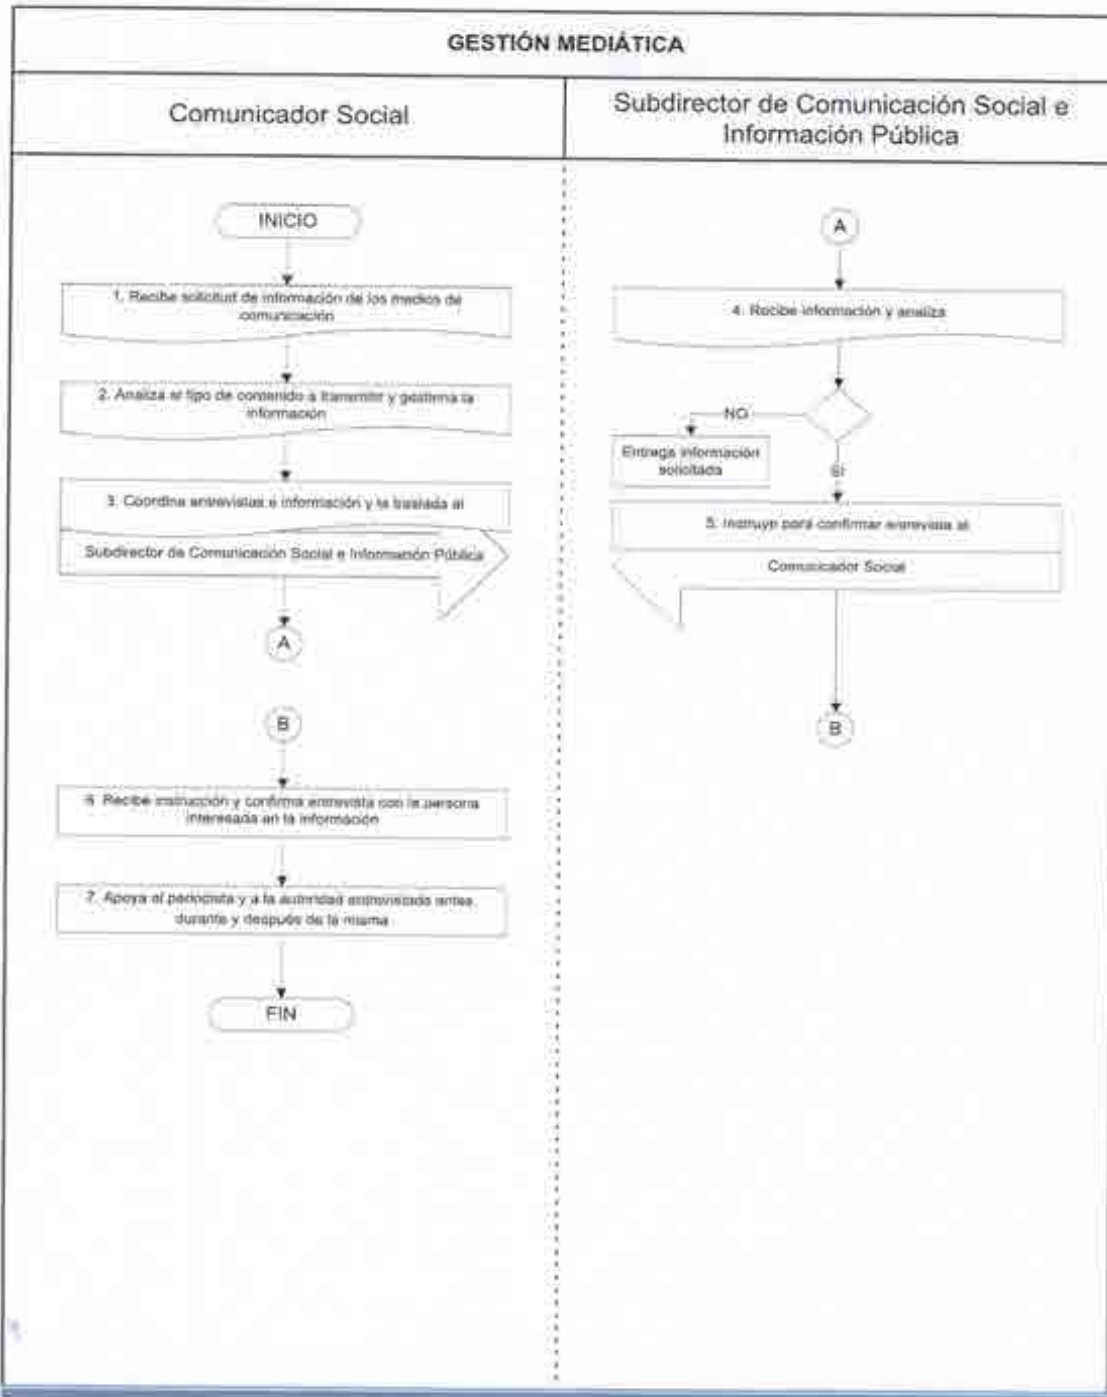 GESTIÓN MEDIÁTICA
Comunicador Social
Subdirector de Comunicación Social e
Información Pública
INICIO
1. Recibe solicitud de información de los medios de
comunicación
2. Analiza el tipo de contenido a transmitir y gestiona la
información
3. Coordina entrevistas e información y la traslada al
Subdirector de Comunicación Social e Información Pública
A
B
6. Recibe instrucción y confirma entrevista con la persona
interesada en la información
7. Apoya al periodista y a la autoridad entrevistada antes,
durante y después de la misma
FIN
A
4. Recibe información y analiza
NO
Entrega información
solicitada
SI
5. Instruye para confirmar entrevista al
Comunicador Social
B